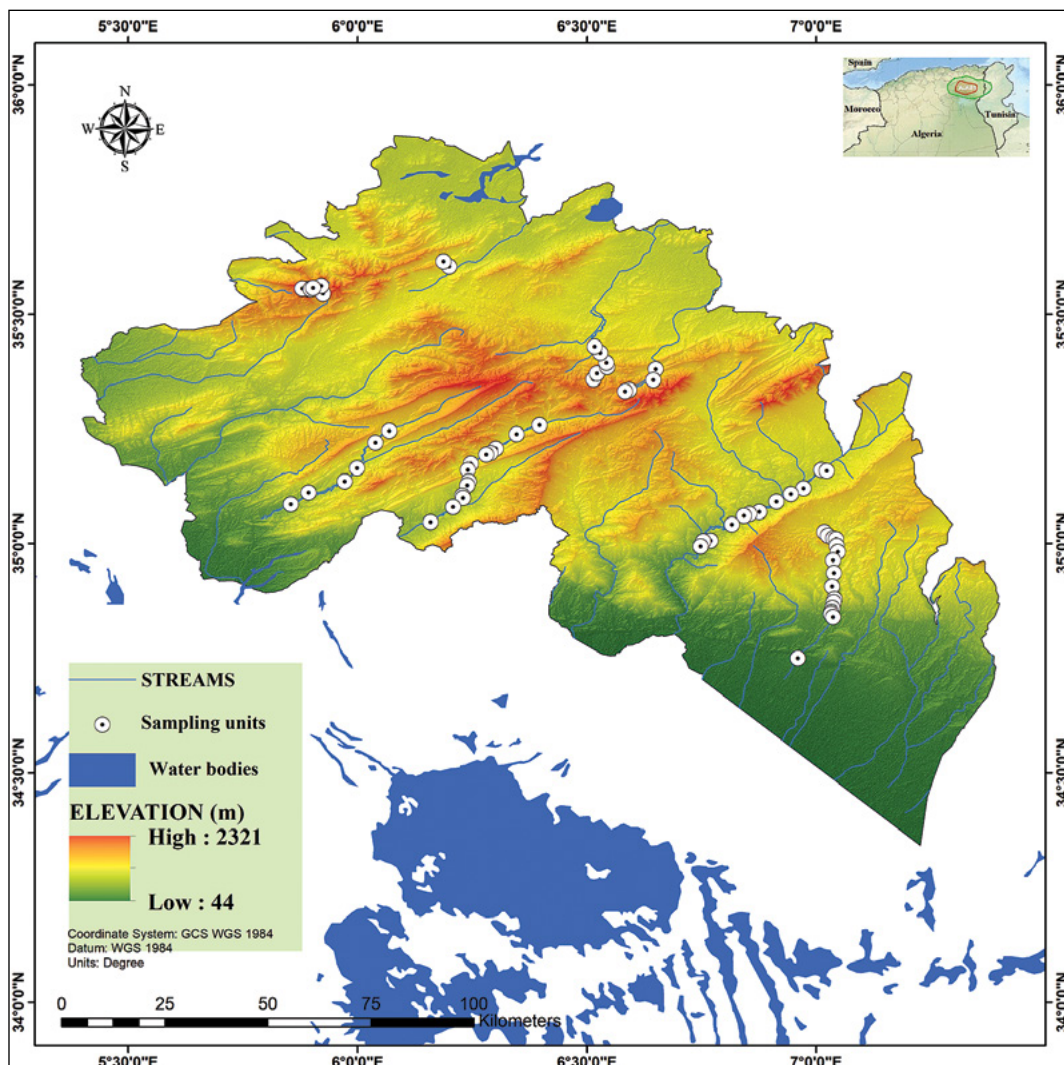 5°30'0"E 6°0'0"E 6°30'0"E 7°0'0"E
36°0'0"N 36°0'0"N
N
W E
S
Spain
Morocco
Algeria
Tunisia
35°30'0"N 35°30'0"N
35°0'0"N 35°0'0"N
STREAMS
Sampling units
Water bodies
ELEVATION (m)
High : 2321
Low : 44
34°30'0"N 34°30'0"N
Coordinate System: GCS WGS 1984
Datum: WGS 1984
Units: Degree
34°0'0"N 34°0'0"N
0 25 50 75 100
Kilometers
5°30'0"E 6°0'0"E 6°30'0"E 7°0'0"E